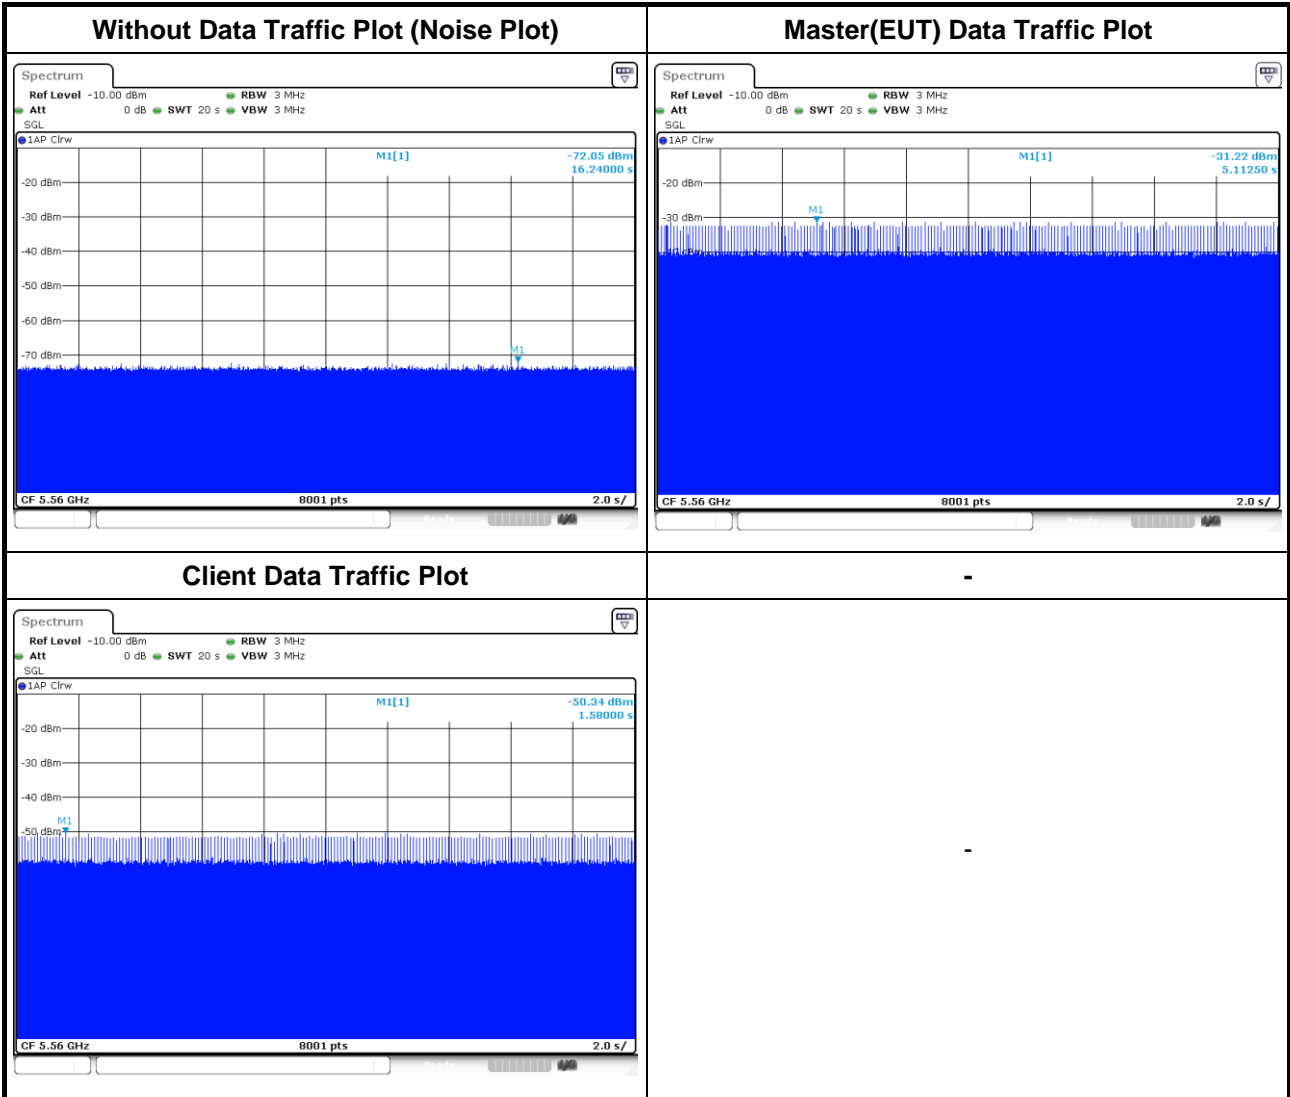 Without Data Traffic Plot (Noise Plot)
Spectrum
Ref Level -10.00 dBm RBW 3 MHz
Att 0 dB SWT 20 s VBW 3 MHz
SGL
1AP Clrw
M1[1] -72.05 dBm
16.24000 s
-20 dBm
-30 dBm
-40 dBm
-50 dBm
-60 dBm
-70 dBm
M1
CF 5.56 GHz 8001 pts 2.0 s/
Ready
Master(EUT) Data Traffic Plot
Spectrum
Ref Level -10.00 dBm RBW 3 MHz
Att 0 dB SWT 20 s VBW 3 MHz
SGL
1AP Clrw
M1[1] -31.22 dBm
5.11250 s
-20 dBm
-30 dBm
M1
-40 dBm
CF 5.56 GHz 8001 pts 2.0 s/
Ready
Client Data Traffic Plot
Spectrum
Ref Level -10.00 dBm RBW 3 MHz
Att 0 dB SWT 20 s VBW 3 MHz
SGL
1AP Clrw
M1[1] -50.34 dBm
1.58000 s
-20 dBm
-30 dBm
-40 dBm
M1
-50 dBm
CF 5.56 GHz 8001 pts 2.0 s/
Ready
-
-